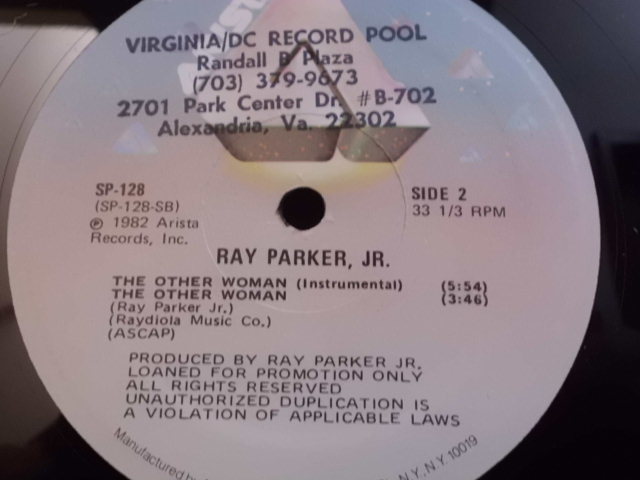 VIRGINIA/DC RECORD POOL
Randall B Plaza
(703) 379-9673
2701 Park Center Dr. #B-702
Alexandria, Va. 22302
SP-128
(SP-128-SB)
℗ 1982 Arista
Records, Inc.
SIDE 2
33 1/3 RPM
RAY PARKER, JR.
THE OTHER WOMAN (Instrumental) (5:54)
THE OTHER WOMAN (3:46)
(Ray Parker Jr.)
(Raydiola Music Co.)
(ASCAP)
PRODUCED BY RAY PARKER JR.
LOANED FOR PROMOTION ONLY
ALL RIGHTS RESERVED
UNAUTHORIZED DUPLICATION IS
A VIOLATION OF APPLICABLE LAWS
Manufactured by
N.Y., N.Y 10019